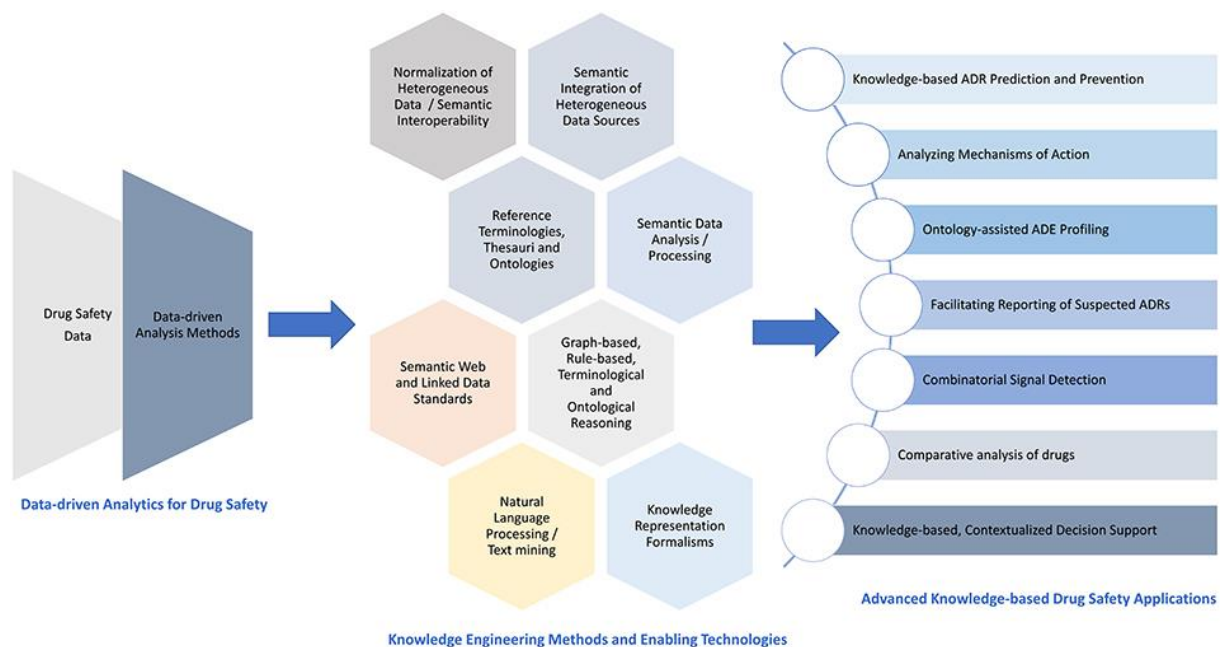 Drug Safety
Data
Data-driven
Analysis Methods
Data-driven Analytics for Drug Safety
Normalization of
Heterogeneous
Data / Semantic
Interoperability
Semantic
Integration of
Heterogeneous
Data Sources
Reference
Terminologies,
Thesauri and
Ontologies
Semantic Data
Analysis /
Processing
Semantic Web
and Linked Data
Standards
Graph-based,
Rule-based,
Terminological
and
Ontological
Reasoning
Natural
Language
Processing /
Text mining
Knowledge
Representation
Formalisms
Knowledge Engineering Methods and Enabling Technologies
Knowledge-based ADR Prediction and Prevention
Analyzing Mechanisms of Action
Ontology-assisted ADE Profiling
Facilitating Reporting of Suspected ADRs
Combinatorial Signal Detection
Comparative analysis of drugs
Knowledge-based, Contextualized Decision Support
Advanced Knowledge-based Drug Safety Applications